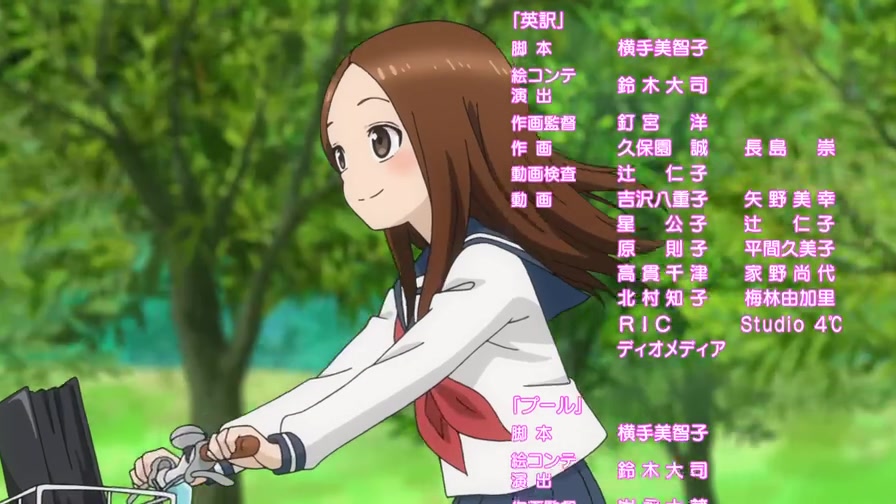 「英訳」
脚 本 横手美智子
絵コンテ
演 出 鈴木大司
作画監督 釘宮 洋
作 画 久保園 誠 長島 崇
動画検査 辻 仁子
動 画 吉沢八重子 矢野美幸
星 公子 辻 仁子
原 則子 平間久美子
高貫千津 家野尚代
北村知子 梅林由加里
RIC Studio 4℃
ディオメディア
「プール」
脚 本 横手美智子
絵コンテ
演 出 鈴木大司